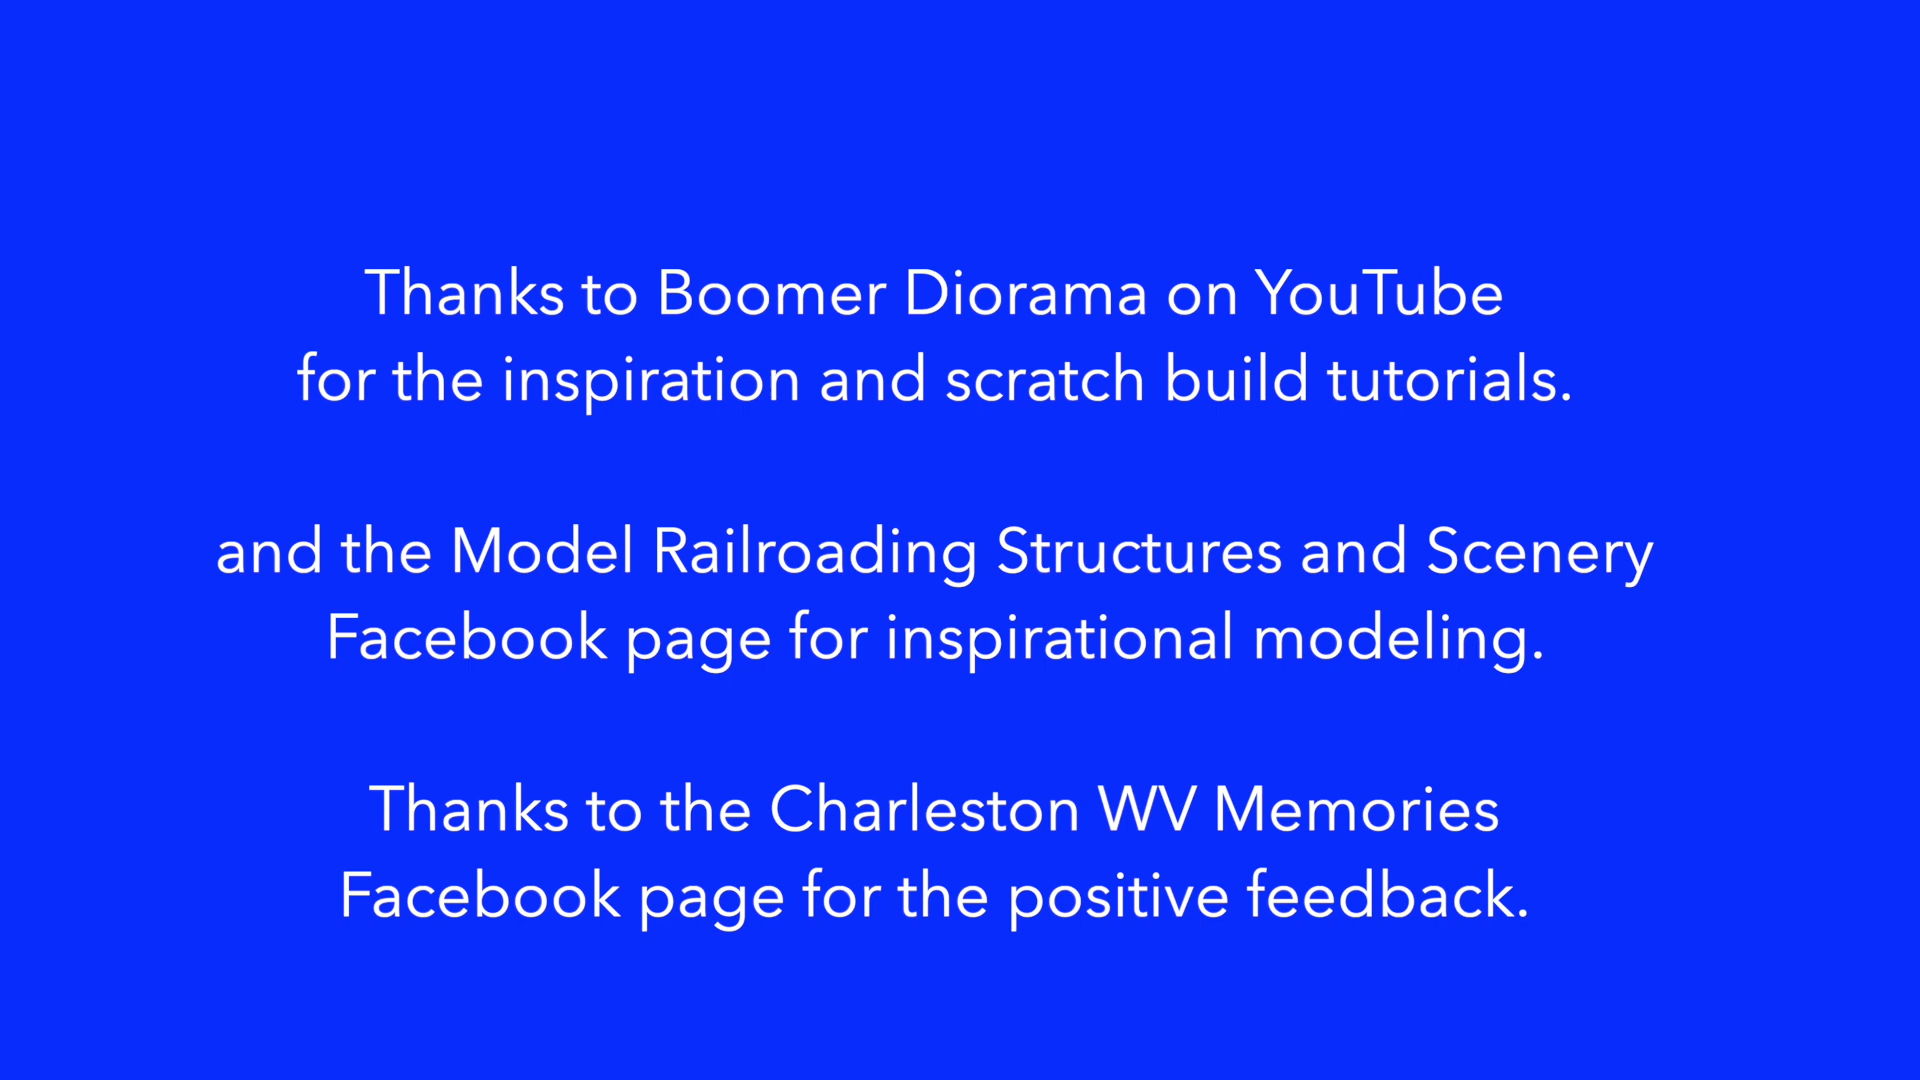 Thanks to Boomer Diorama on YouTube
for the inspiration and scratch build tutorials.
and the Model Railroading Structures and Scenery
Facebook page for inspirational modeling.
Thanks to the Charleston WV Memories
Facebook page for the positive feedback.